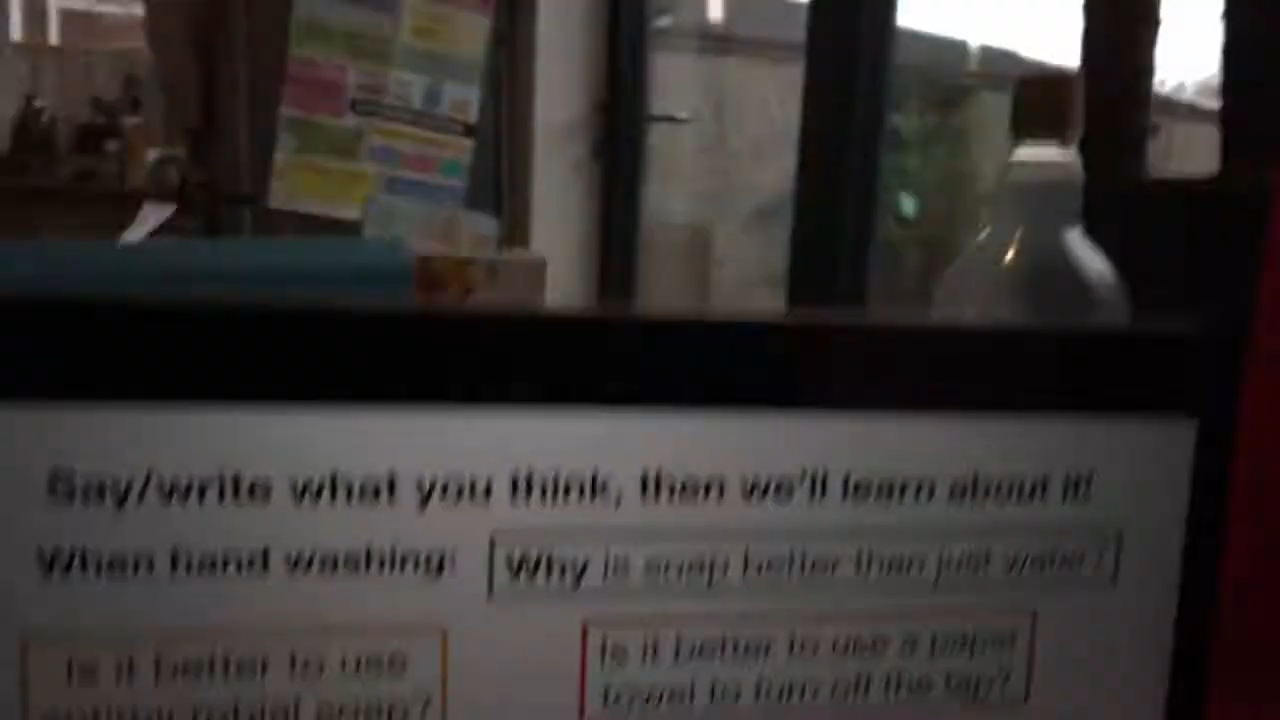 Say/write what you think, then we'll learn about it!
When hand washing:
Why is soap better than just water?
Is it better to use
antimicrobial soap?
Is it better to use a paper
towel to turn off the tap?